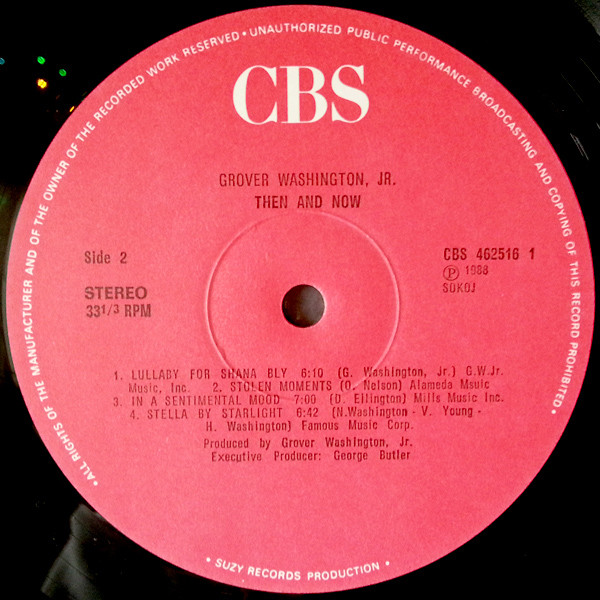 • ALL RIGHTS OF THE MANUFACTURER AND OF THE OWNER OF THE RECORDED WORK RESERVED • UNAUTHORIZED PUBLIC PERFORMANCE BROADCASTING AND COPYING OF THIS RECORD PROHIBITED •
CBS
GROVER WASHINGTON, JR.
THEN AND NOW
Side 2
STEREO
33 1/3 RPM
CBS 462516 1
Ⓟ 1988
SOKOJ
1. LULLABY FOR SHANA BLY 6:10 (G. Washington, Jr.) G.W.Jr.
Music, Inc. 2. STOLEN MOMENTS (O. Nelson) Alameda Msuic
3. IN A SENTIMENTAL MOOD 7:00 (D. Ellington) Mills Music Inc.
4. STELLA BY STARLIGHT 6:42 (N.Washington - V. Young -
H. Washington) Famous Music Corp.
Produced by Grover Washington, Jr.
Executive Producer: George Butler
• SUZY RECORDS PRODUCTION •